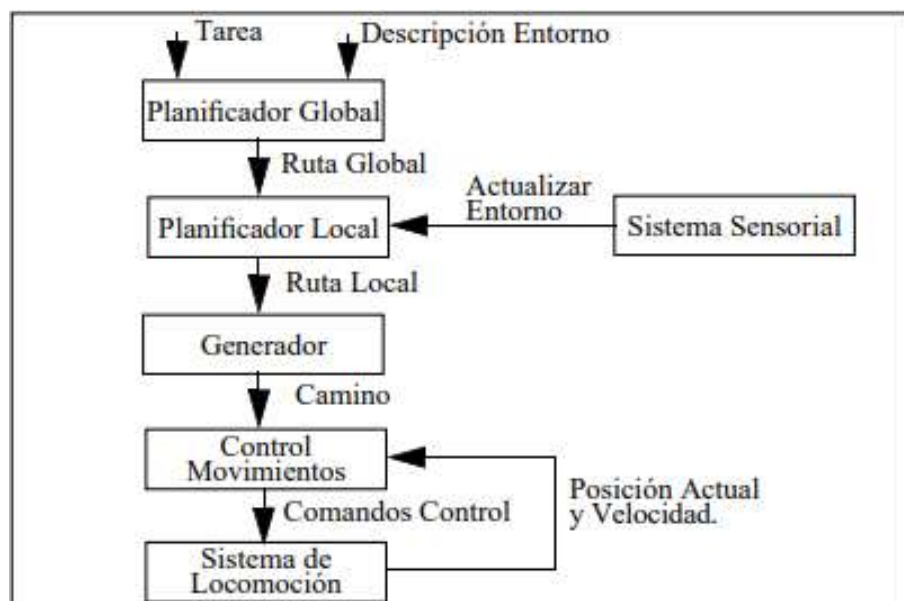 Tarea
Descripción Entorno
Planificador Global
Ruta Global
Actualizar
Entorno
Planificador Local
Sistema Sensorial
Ruta Local
Generador
Camino
Control
Movimientos
Posición Actual
y Velocidad.
Comandos Control
Sistema de
Locomoción